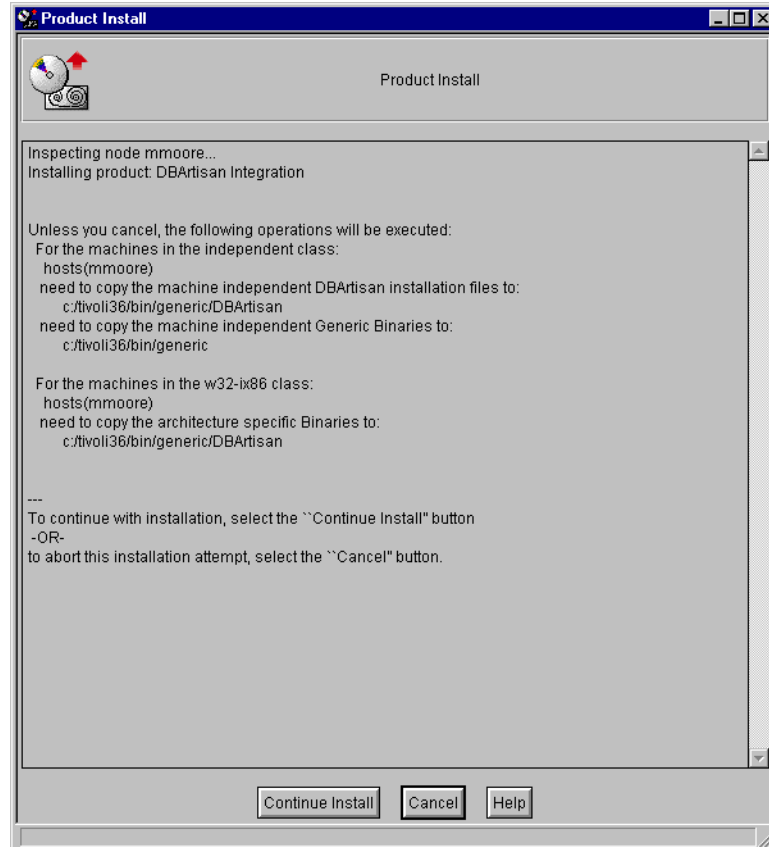 Product Install
Product Install
Inspecting node mmoore...
Installing product: DBArtisan Integration
Unless you cancel, the following operations will be executed:
For the machines in the independent class:
hosts(mmoore)
need to copy the machine independent DBArtisan installation files to:
c:/tivoli36/bin/generic/DBArtisan
need to copy the machine independent Generic Binaries to:
c:/tivoli36/bin/generic
For the machines in the w32-ix86 class:
hosts(mmoore)
need to copy the architecture specific Binaries to:
c:/tivoli36/bin/generic/DBArtisan
---
To continue with installation, select the ``Continue Install'' button
-OR-
to abort this installation attempt, select the ``Cancel'' button.
Continue Install Cancel Help